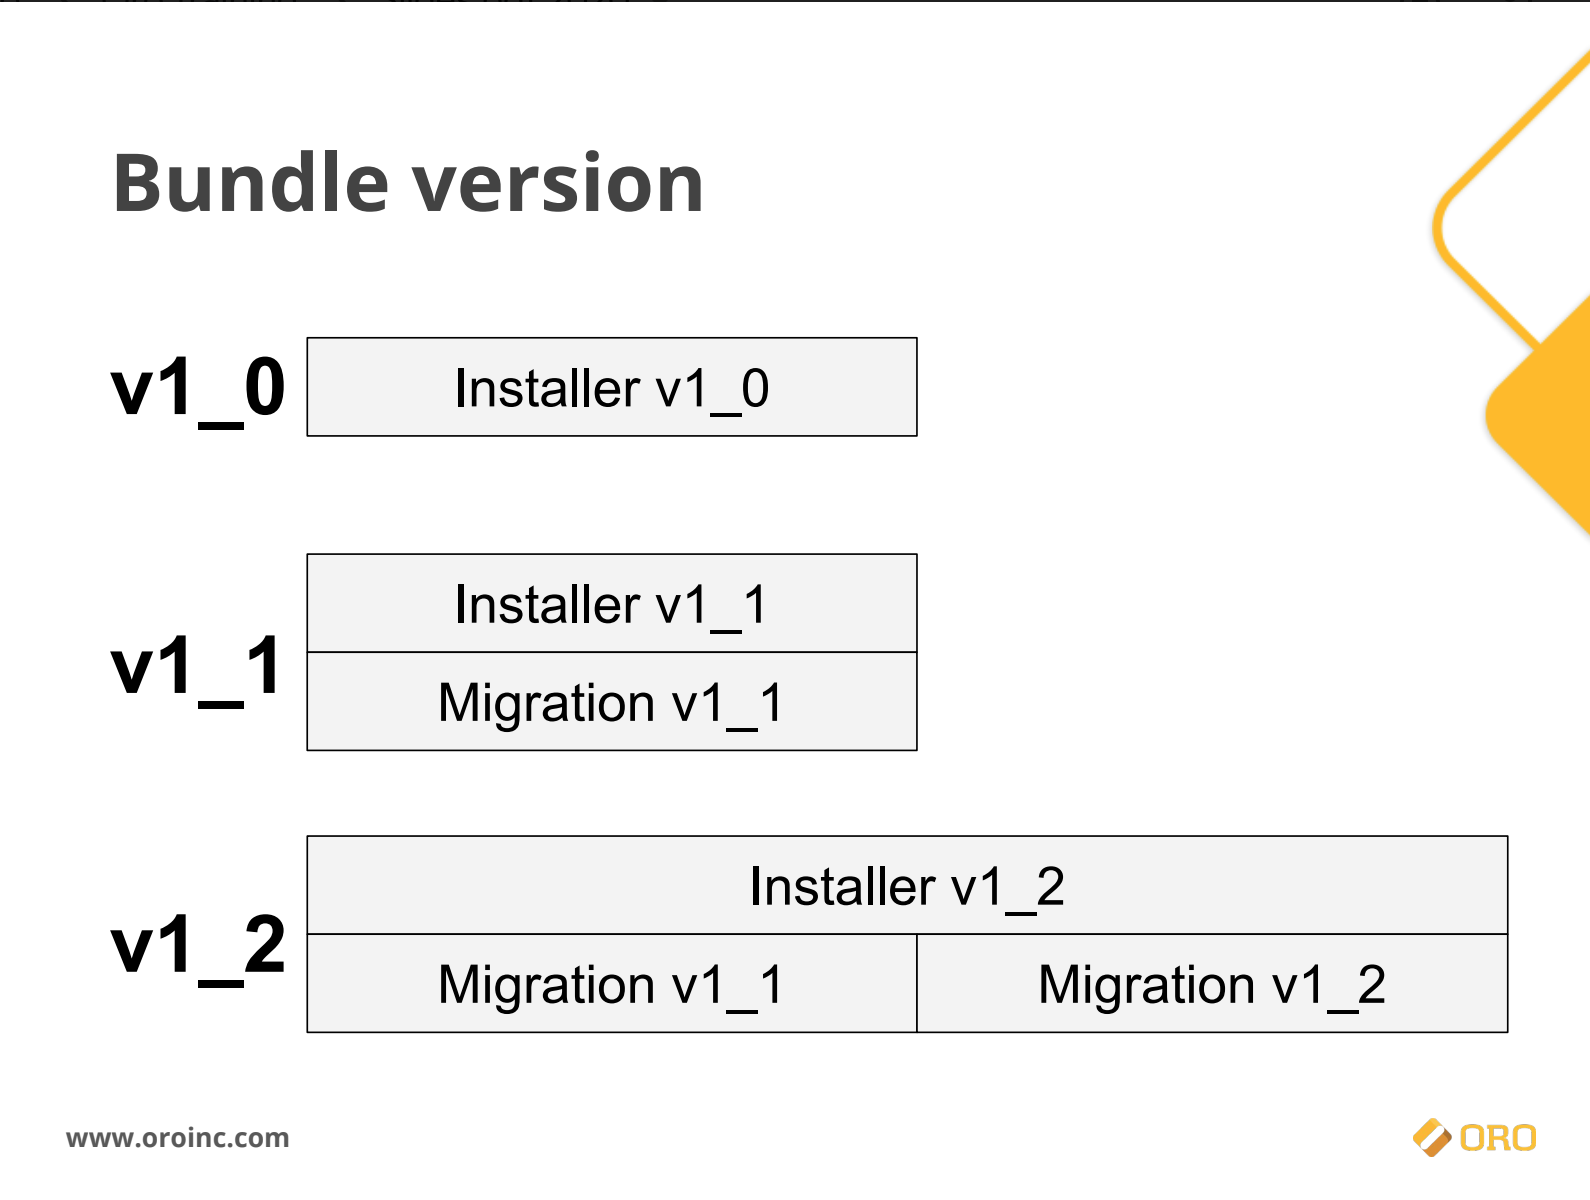 Bundle version
v1_0
Installer v1_0
v1_1
Installer v1_1
Migration v1_1
v1_2
Installer v1_2
Migration v1_1
Migration v1_2
www.oroinc.com
ORO